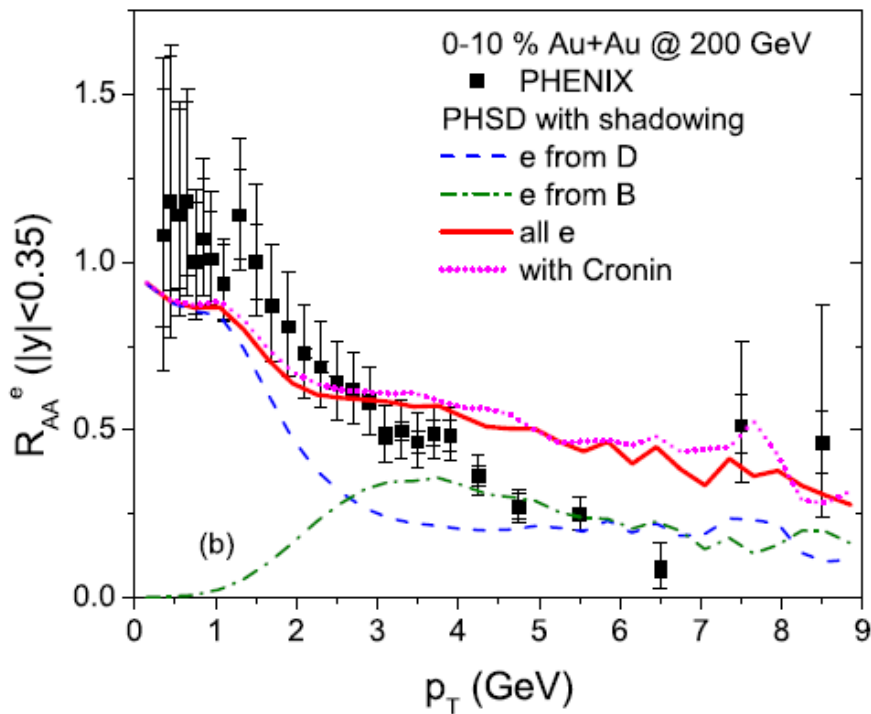 0-10 % Au+Au @ 200 GeV
PHENIX
PHSD with shadowing
e from D
e from B
all e
with Cronin
R_AA^e (|y|<0.35)
1.5
1.0
0.5
0.0
(b)
0 1 2 3 4 5 6 7 8 9
p_T (GeV)